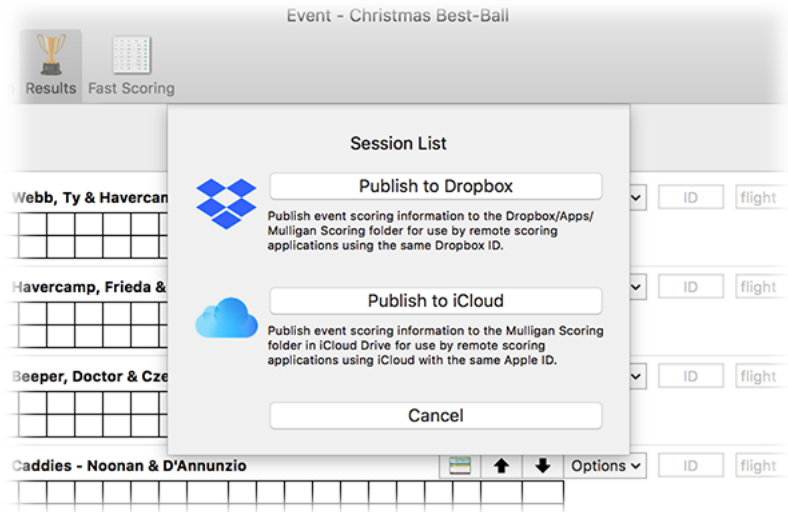 Event - Christmas Best-Ball
Results Fast Scoring
Session List
Publish to Dropbox
Publish event scoring information to the Dropbox/Apps/
Mulligan Scoring folder for use by remote scoring
applications using the same Dropbox ID.
Publish to iCloud
Publish event scoring information to the Mulligan Scoring
folder in iCloud Drive for use by remote scoring
applications using iCloud with the same Apple ID.
Cancel
Webb, Ty & Havercan ID flight
Havercamp, Frieda & ID flight
Beeper, Doctor & Cze ID flight
Caddies - Noonan & D'Annunzio Options ID flight